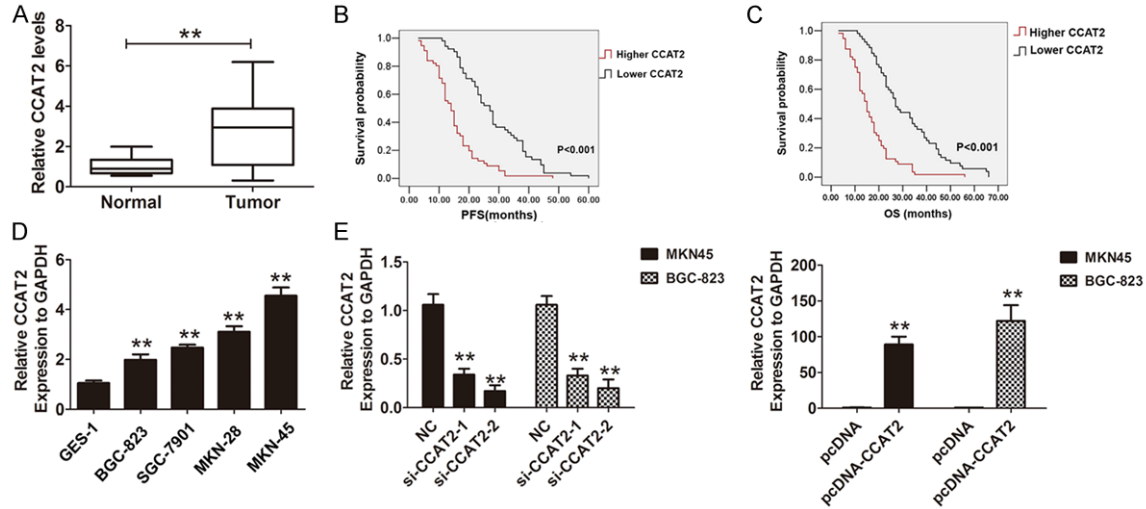 A
Relative CCAT2 levels
8
6
4
2
0
**
Normal
Tumor
B
Survival probability
1.0
0.8
0.6
0.4
0.2
0.0
Higher CCAT2
Lower CCAT2
P<0.001
0.00 10.00 20.00 30.00 40.00 50.00 60.00
PFS(months)
C
Survival probability
1.0
0.8
0.6
0.4
0.2
0.0
Higher CCAT2
Lower CCAT2
P<0.001
0.00 10.00 20.00 30.00 40.00 50.00 60.00 70.00
OS (months)
D
Relative CCAT2
Expression to GAPDH
6
4
2
0
**
**
**
**
GES-1
BGC-823
SGC-7901
MKN-28
MKN-45
E
Relative CCAT2
Expression to GAPDH
1.5
1.0
0.5
0.0
**
**
**
**
MKN45
BGC-823
NC
si-CCAT2-1
si-CCAT2-2
NC
si-CCAT2-1
si-CCAT2-2
Relative CCAT2
Expression to GAPDH
200
150
100
50
0
**
**
MKN45
BGC-823
pcDNA
pcDNA-CCAT2
pcDNA
pcDNA-CCAT2